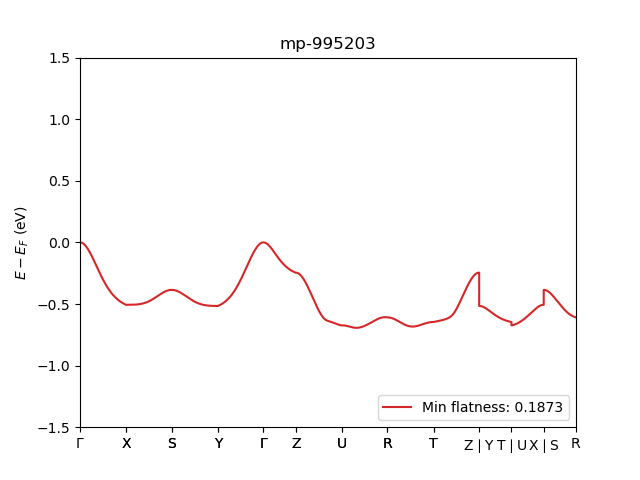 mp-995203
E − E_F (eV)
1.5
1.0
0.5
0.0
−0.5
−1.0
−1.5
Min flatness: 0.1873
Γ X S Y Γ Z U R T Z | Y T | U X | S R